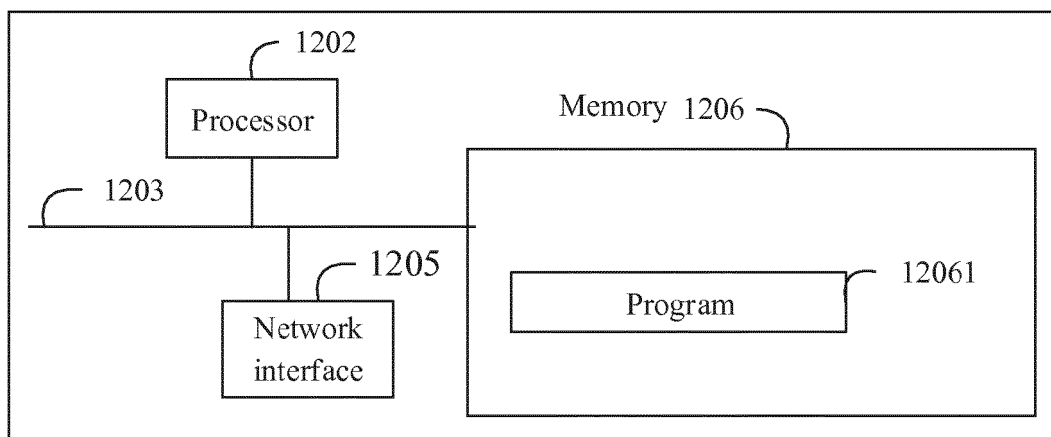 1202
Processor
Memory 1206
1203
1205
12061
Program
Network
interface